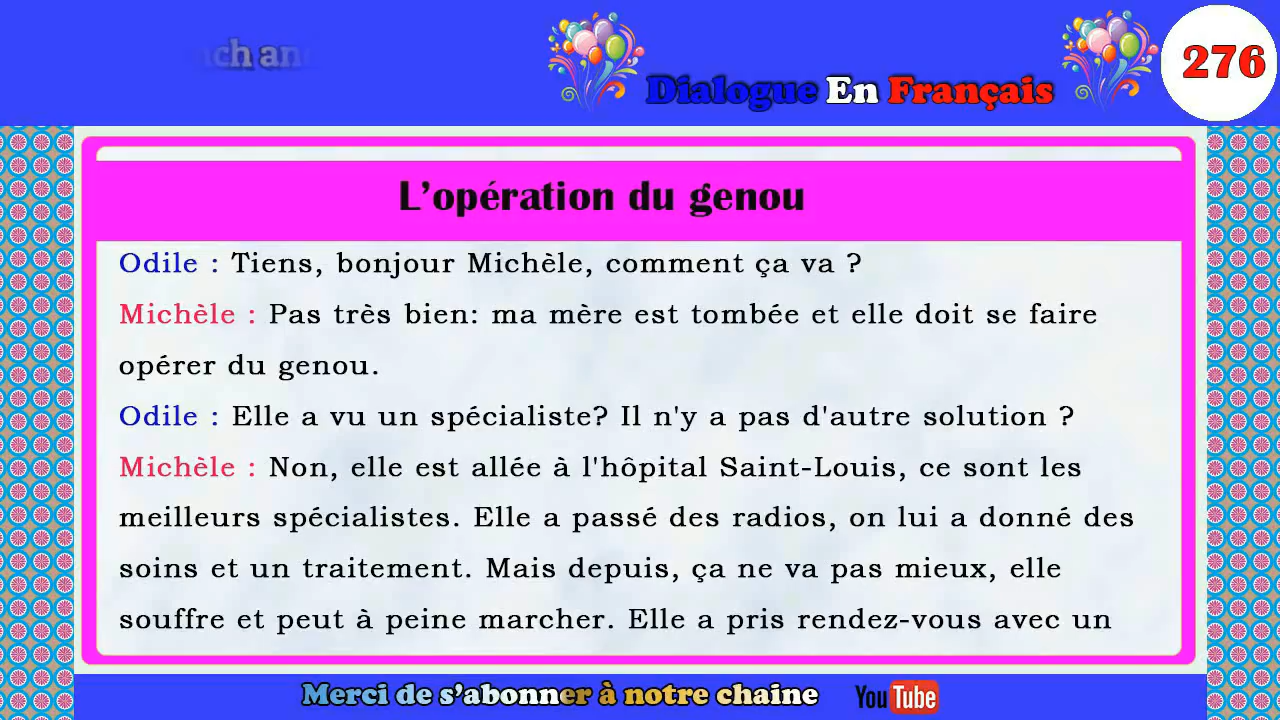 Dialogue En Français
276
L'opération du genou
Odile : Tiens, bonjour Michèle, comment ça va ?
Michèle : Pas très bien: ma mère est tombée et elle doit se faire
opérer du genou.
Odile : Elle a vu un spécialiste? Il n'y a pas d'autre solution ?
Michèle : Non, elle est allée à l'hôpital Saint-Louis, ce sont les
meilleurs spécialistes. Elle a passé des radios, on lui a donné des
soins et un traitement. Mais depuis, ça ne va pas mieux, elle
souffre et peut à peine marcher. Elle a pris rendez-vous avec un
Merci de s'abonner à notre chaine YouTube